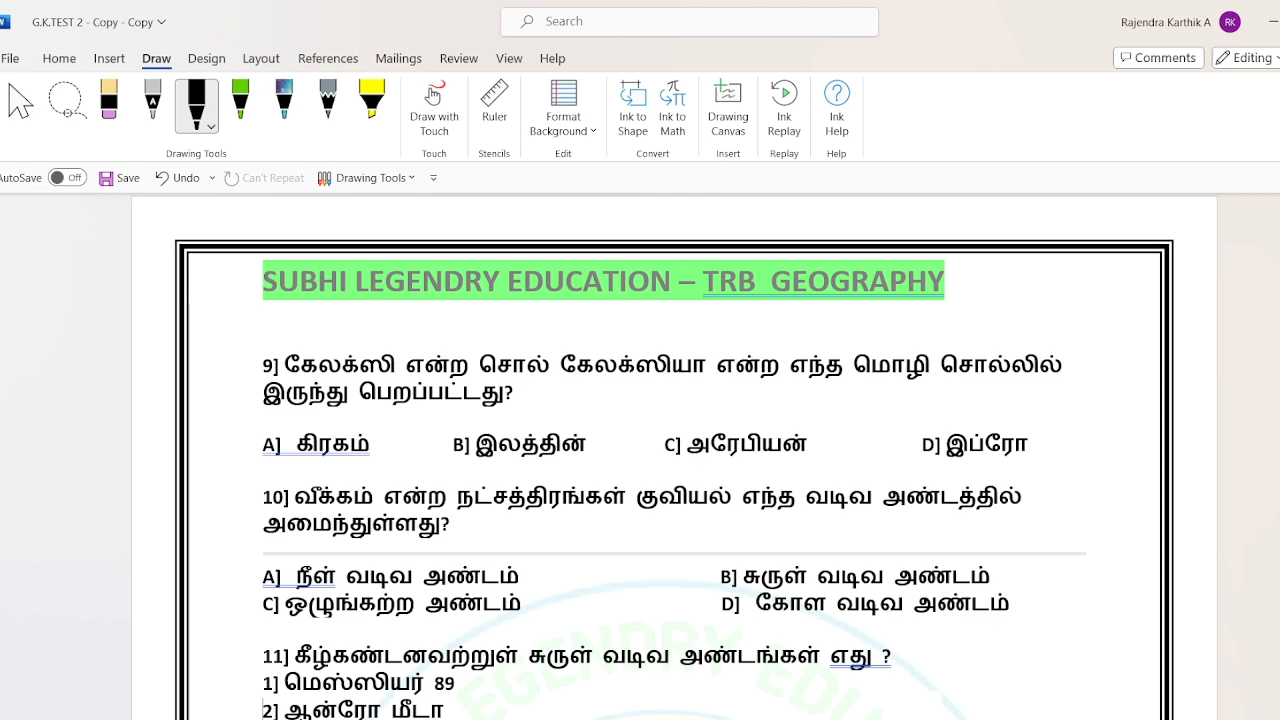 G.K.TEST 2 - Copy - Copy
Search
Rajendra Karthik A
RK
File Home Insert Draw Design Layout References Mailings Review View Help
Comments
Editing
Draw with Touch
Ruler
Format Background
Ink to Shape
Ink to Math
Drawing Canvas
Ink Replay
Ink Help
Drawing Tools Touch Stencils Edit Convert Insert Replay Help
AutoSave Off Save Undo Can't Repeat Drawing Tools
SUBHI LEGENDRY EDUCATION – TRB GEOGRAPHY
9] கேலக்ஸி என்ற சொல் கேலக்ஸியா என்ற எந்த மொழி சொல்லில்
இருந்து பெறப்பட்டது?
A] கிரகம் B] இலத்தின் C] அரேபியன் D] இப்ரோ
10] வீக்கம் என்ற நட்சத்திரங்கள் குவியல் எந்த வடிவ அண்டத்தில்
அமைந்துள்ளது?
A] நீள் வடிவ அண்டம் B] சுருள் வடிவ அண்டம்
C] ஒழுங்கற்ற அண்டம் D] கோள வடிவ அண்டம்
11] கீழ்கண்டனவற்றுள் சுருள் வடிவ அண்டங்கள் எது ?
1] மெஸ்ஸியர் 89
2] ஆன்ரோ மீடா